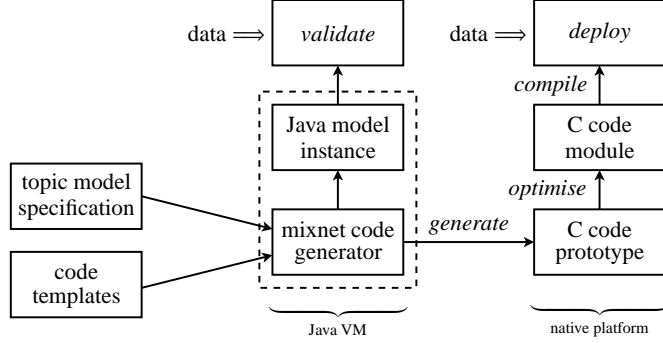 data ⟹ validate
data ⟹ deploy
compile
Java model
instance
C code
module
topic model
specification
optimise
mixnet code
generator
generate
C code
prototype
code
templates
Java VM
native platform